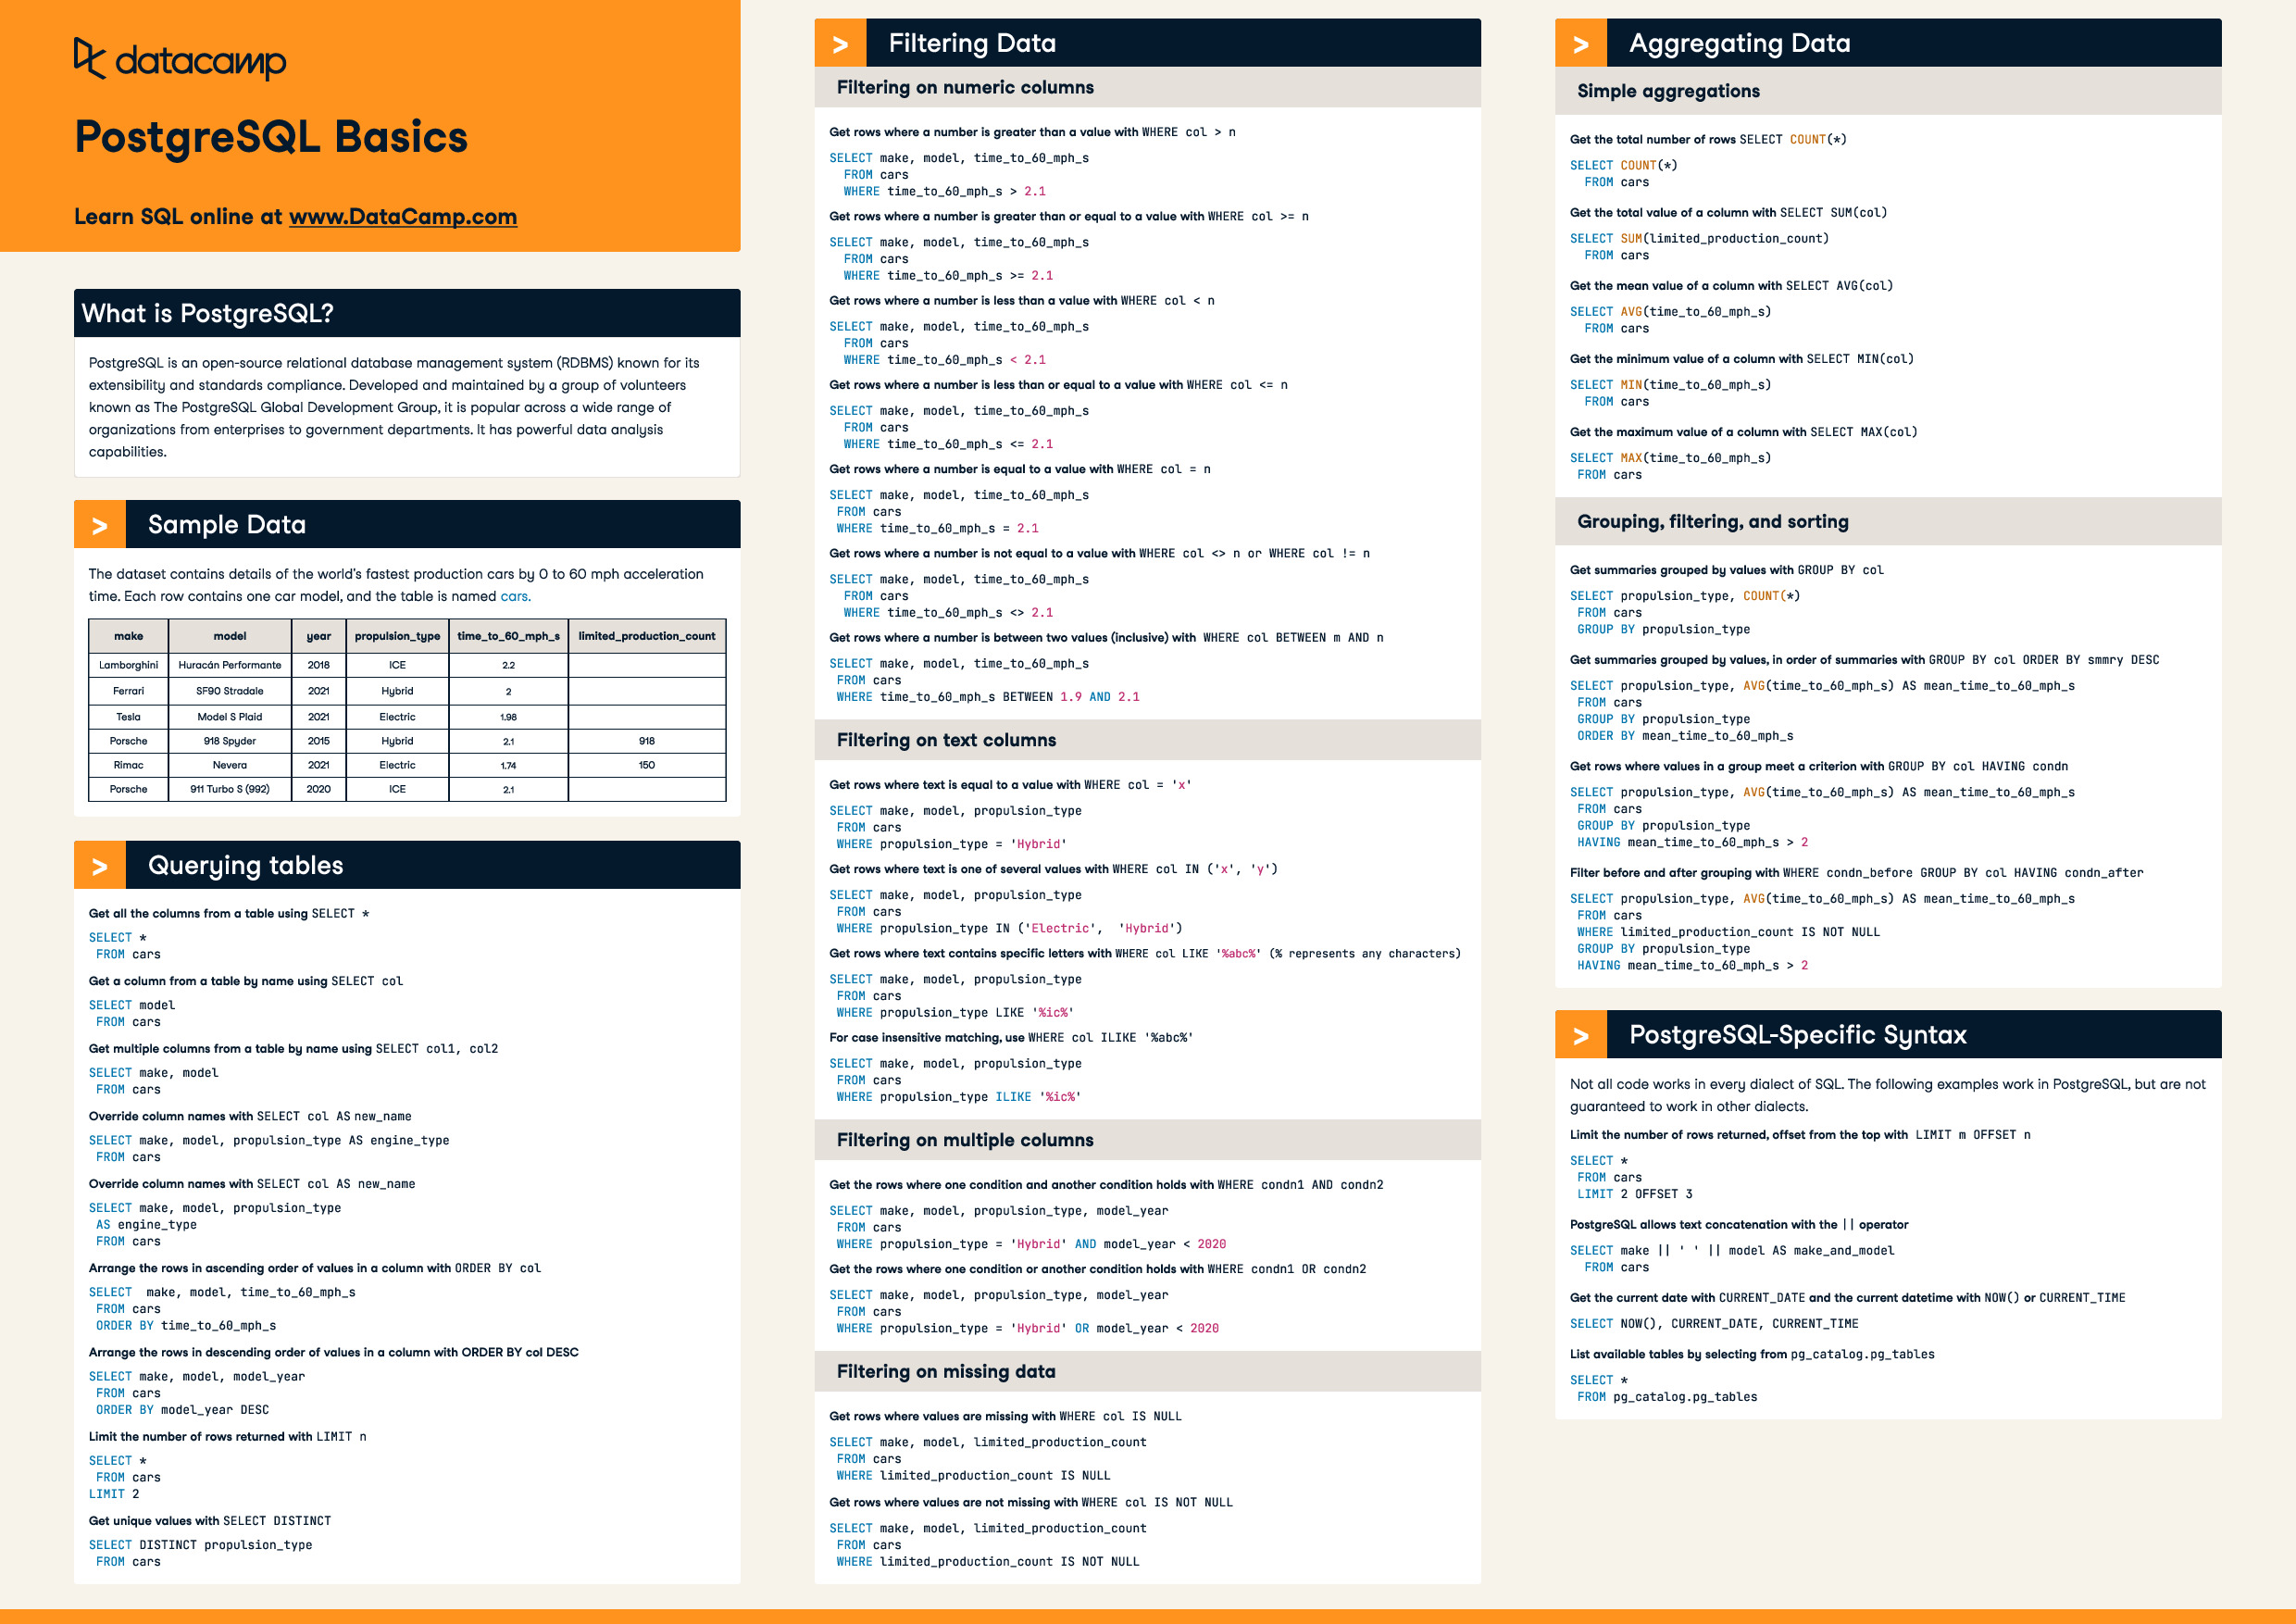 datacamp
PostgreSQL Basics
Learn SQL online at www.DataCamp.com
What is PostgreSQL?
PostgreSQL is an open-source relational database management system (RDBMS) known for its
extensibility and standards compliance. Developed and maintained by a group of volunteers
known as The PostgreSQL Global Development Group, it is popular across a wide range of
organizations from enterprises to government departments. It has powerful data analysis
capabilities.
> Sample Data
The dataset contains details of the world's fastest production cars by 0 to 60 mph acceleration
time. Each row contains one car model, and the table is named cars.
make model year propulsion_type time_to_60_mph_s limited_production_count
Lamborghini Huracán Performante 2018 ICE 2.2
Ferrari SF90 Stradale 2021 Hybrid 2
Tesla Model S Plaid 2021 Electric 1.98
Porsche 918 Spyder 2015 Hybrid 2.1 918
Rimac Nevera 2021 Electric 1.74 150
Porsche 911 Turbo S (992) 2020 ICE 2.1
> Querying tables
Get all the columns from a table using SELECT *
SELECT *
FROM cars
Get a column from a table by name using SELECT col
SELECT model
FROM cars
Get multiple columns from a table by name using SELECT col1, col2
SELECT make, model
FROM cars
Override column names with SELECT col AS new_name
SELECT make, model, propulsion_type AS engine_type
FROM cars
Override column names with SELECT col AS new_name
SELECT make, model, propulsion_type
AS engine_type
FROM cars
Arrange the rows in ascending order of values in a column with ORDER BY col
SELECT make, model, time_to_60_mph_s
FROM cars
ORDER BY time_to_60_mph_s
Arrange the rows in descending order of values in a column with ORDER BY col DESC
SELECT make, model, model_year
FROM cars
ORDER BY model_year DESC
Limit the number of rows returned with LIMIT n
SELECT *
FROM cars
LIMIT 2
Get unique values with SELECT DISTINCT
SELECT DISTINCT propulsion_type
FROM cars
> Filtering Data
Filtering on numeric columns
Get rows where a number is greater than a value with WHERE col > n
SELECT make, model, time_to_60_mph_s
FROM cars
WHERE time_to_60_mph_s > 2.1
Get rows where a number is greater than or equal to a value with WHERE col >= n
SELECT make, model, time_to_60_mph_s
FROM cars
WHERE time_to_60_mph_s >= 2.1
Get rows where a number is less than a value with WHERE col < n
SELECT make, model, time_to_60_mph_s
FROM cars
WHERE time_to_60_mph_s < 2.1
Get rows where a number is less than or equal to a value with WHERE col <= n
SELECT make, model, time_to_60_mph_s
FROM cars
WHERE time_to_60_mph_s <= 2.1
Get rows where a number is equal to a value with WHERE col = n
SELECT make, model, time_to_60_mph_s
FROM cars
WHERE time_to_60_mph_s = 2.1
Get rows where a number is not equal to a value with WHERE col <> n or WHERE col != n
SELECT make, model, time_to_60_mph_s
FROM cars
WHERE time_to_60_mph_s <> 2.1
Get rows where a number is between two values (inclusive) with WHERE col BETWEEN m AND n
SELECT make, model, time_to_60_mph_s
FROM cars
WHERE time_to_60_mph_s BETWEEN 1.9 AND 2.1
Filtering on text columns
Get rows where text is equal to a value with WHERE col = 'x'
SELECT make, model, propulsion_type
FROM cars
WHERE propulsion_type = 'Hybrid'
Get rows where text is one of several values with WHERE col IN ('x', 'y')
SELECT make, model, propulsion_type
FROM cars
WHERE propulsion_type IN ('Electric', 'Hybrid')
Get rows where text contains specific letters with WHERE col LIKE '%abc%' (% represents any characters)
SELECT make, model, propulsion_type
FROM cars
WHERE propulsion_type LIKE '%ic%'
For case insensitive matching, use WHERE col ILIKE '%abc%'
SELECT make, model, propulsion_type
FROM cars
WHERE propulsion_type ILIKE '%ic%'
Filtering on multiple columns
Get the rows where one condition and another condition holds with WHERE condn1 AND condn2
SELECT make, model, propulsion_type, model_year
FROM cars
WHERE propulsion_type = 'Hybrid' AND model_year < 2020
Get the rows where one condition or another condition holds with WHERE condn1 OR condn2
SELECT make, model, propulsion_type, model_year
FROM cars
WHERE propulsion_type = 'Hybrid' OR model_year < 2020
Filtering on missing data
Get rows where values are missing with WHERE col IS NULL
SELECT make, model, limited_production_count
FROM cars
WHERE limited_production_count IS NULL
Get rows where values are not missing with WHERE col IS NOT NULL
SELECT make, model, limited_production_count
FROM cars
WHERE limited_production_count IS NOT NULL
> Aggregating Data
Simple aggregations
Get the total number of rows SELECT COUNT(*)
SELECT COUNT(*)
FROM cars
Get the total value of a column with SELECT SUM(col)
SELECT SUM(limited_production_count)
FROM cars
Get the mean value of a column with SELECT AVG(col)
SELECT AVG(time_to_60_mph_s)
FROM cars
Get the minimum value of a column with SELECT MIN(col)
SELECT MIN(time_to_60_mph_s)
FROM cars
Get the maximum value of a column with SELECT MAX(col)
SELECT MAX(time_to_60_mph_s)
FROM cars
Grouping, filtering, and sorting
Get summaries grouped by values with GROUP BY col
SELECT propulsion_type, COUNT(*)
FROM cars
GROUP BY propulsion_type
Get summaries grouped by values, in order of summaries with GROUP BY col ORDER BY smmry DESC
SELECT propulsion_type, AVG(time_to_60_mph_s) AS mean_time_to_60_mph_s
FROM cars
GROUP BY propulsion_type
ORDER BY mean_time_to_60_mph_s
Get rows where values in a group meet a criterion with GROUP BY col HAVING condn
SELECT propulsion_type, AVG(time_to_60_mph_s) AS mean_time_to_60_mph_s
FROM cars
GROUP BY propulsion_type
HAVING mean_time_to_60_mph_s > 2
Filter before and after grouping with WHERE condn_before GROUP BY col HAVING condn_after
SELECT propulsion_type, AVG(time_to_60_mph_s) AS mean_time_to_60_mph_s
FROM cars
WHERE limited_production_count IS NOT NULL
GROUP BY propulsion_type
HAVING mean_time_to_60_mph_s > 2
> PostgreSQL-Specific Syntax
Not all code works in every dialect of SQL. The following examples work in PostgreSQL, but are not
guaranteed to work in other dialects.
Limit the number of rows returned, offset from the top with LIMIT m OFFSET n
SELECT *
FROM cars
LIMIT 2 OFFSET 3
PostgreSQL allows text concatenation with the || operator
SELECT make || ' ' || model AS make_and_model
FROM cars
Get the current date with CURRENT_DATE and the current datetime with NOW() or CURRENT_TIME
SELECT NOW(), CURRENT_DATE, CURRENT_TIME
List available tables by selecting from pg_catalog.pg_tables
SELECT *
FROM pg_catalog.pg_tables